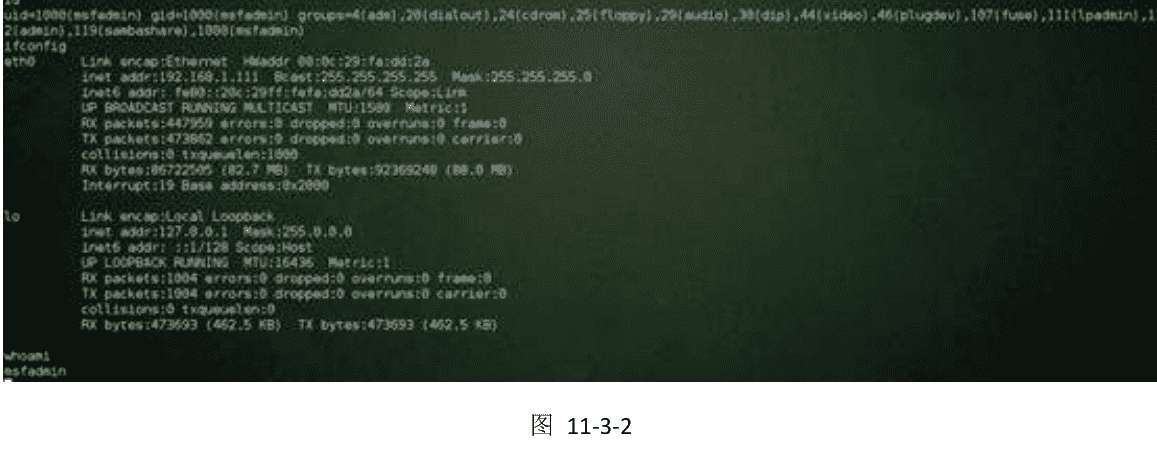 id
uid=1000(msfadmin) gid=1000(msfadmin) groups=4(adm),20(dialout),24(cdrom),25(floppy),29(audio),30(dip),44(video),46(plugdev),107(fuse),111(lpadmin),1
2(admin),119(sambashare),1000(msfadmin)
ifconfig
eth0 Link encap:Ethernet HWaddr 00:0c:29:fa:dd:2a
inet addr:192.168.1.111 Bcast:255.255.255.255 Mask:255.255.255.0
inet6 addr: fe80::20c:29ff:fefa:dd2a/64 Scope:Link
UP BROADCAST RUNNING MULTICAST MTU:1500 Metric:1
RX packets:447959 errors:0 dropped:0 overruns:0 frame:0
TX packets:473862 errors:0 dropped:0 overruns:0 carrier:0
collisions:0 txqueuelen:1000
RX bytes:86722505 (82.7 MB) TX bytes:92369240 (88.0 MB)
Interrupt:19 Base address:0x2000
lo Link encap:Local Loopback
inet addr:127.0.0.1 Mask:255.0.0.0
inet6 addr: ::1/128 Scope:Host
UP LOOPBACK RUNNING MTU:16436 Metric:1
RX packets:1004 errors:0 dropped:0 overruns:0 frame:0
TX packets:1004 errors:0 dropped:0 overruns:0 carrier:0
collisions:0 txqueuelen:0
RX bytes:473693 (462.5 KB) TX bytes:473693 (462.5 KB)
whoami
msfadmin
图 11-3-2